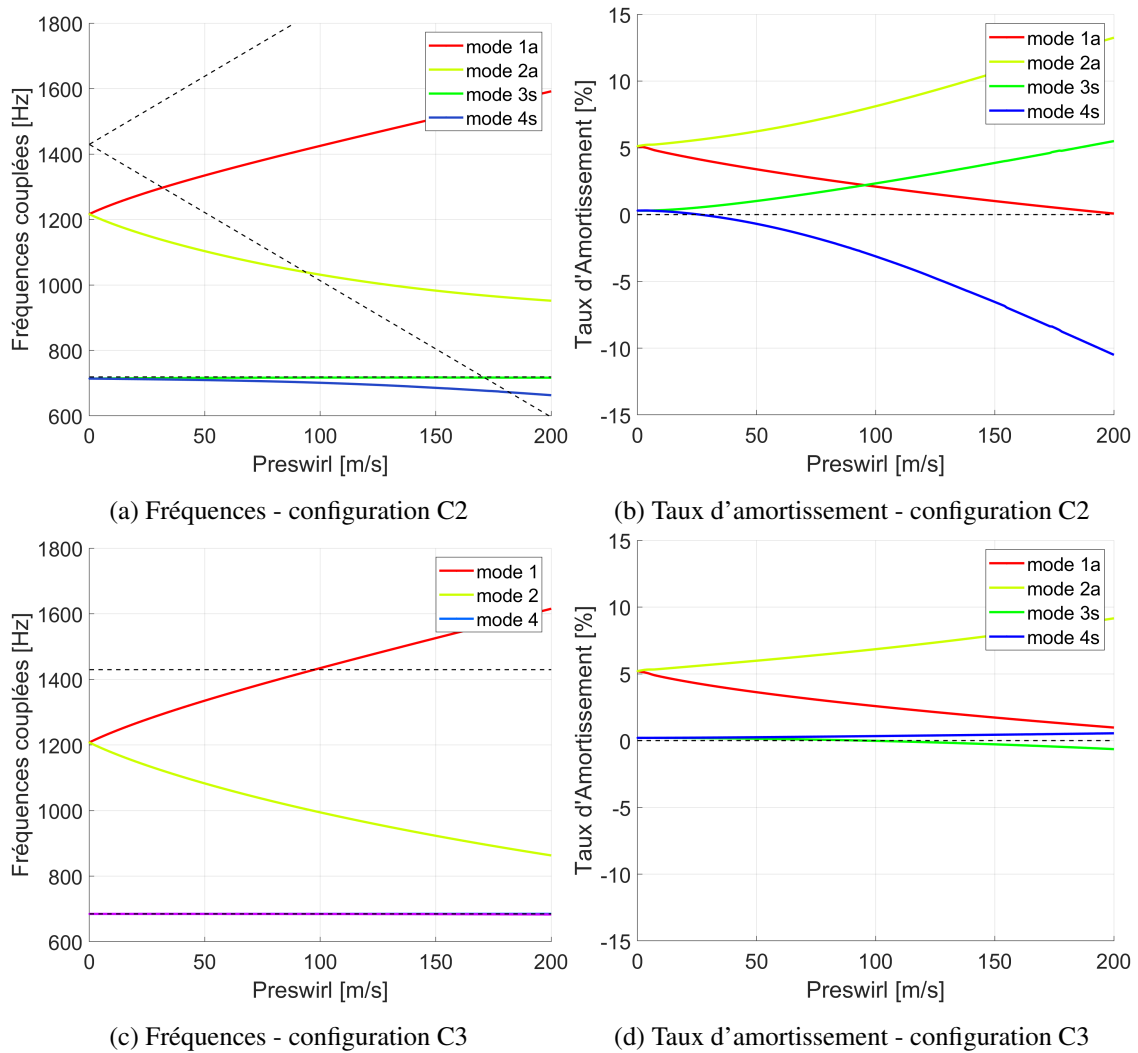 1800
1600
1400
1200
1000
800
600
0
50
100
150
200
Fréquences couplées [Hz]
Preswirl [m/s]
mode 1a
mode 2a
mode 3s
mode 4s
(a) Fréquences - configuration C2
15
10
5
0
-5
-10
-15
0
50
100
150
200
Taux d'Amortissement [%]
Preswirl [m/s]
mode 1a
mode 2a
mode 3s
mode 4s
(b) Taux d’amortissement - configuration C2
1800
1600
1400
1200
1000
800
600
0
50
100
150
200
Fréquences couplées [Hz]
Preswirl [m/s]
mode 1
mode 2
mode 4
(c) Fréquences - configuration C3
15
10
5
0
-5
-10
-15
0
50
100
150
200
Taux d'Amortissement [%]
Preswirl [m/s]
mode 1a
mode 2a
mode 3s
mode 4s
(d) Taux d’amortissement - configuration C3